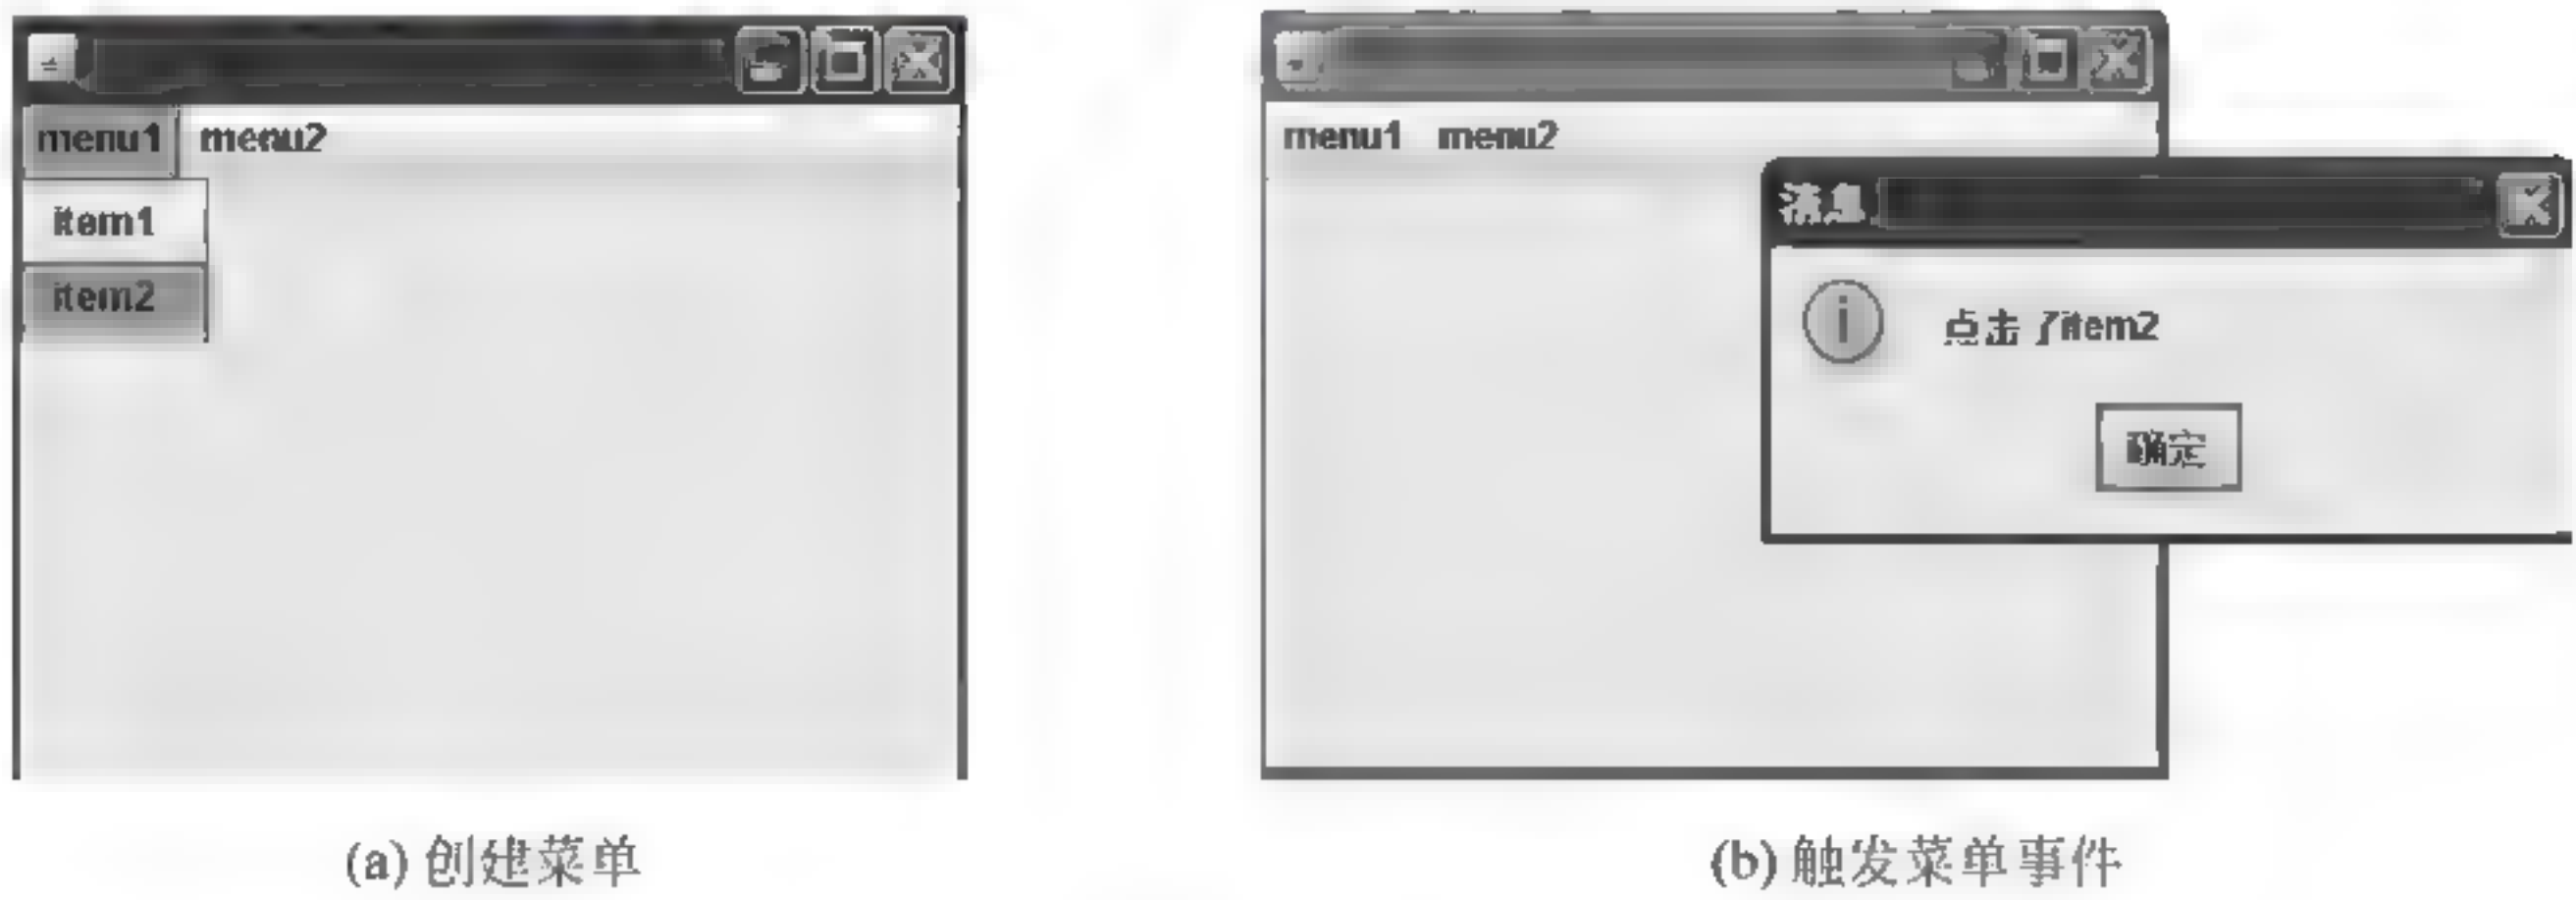 menu1 menu2
item1
item2
menu1 menu2
消息
点击了item2
确定
(a) 创建菜单
(b) 触发菜单事件